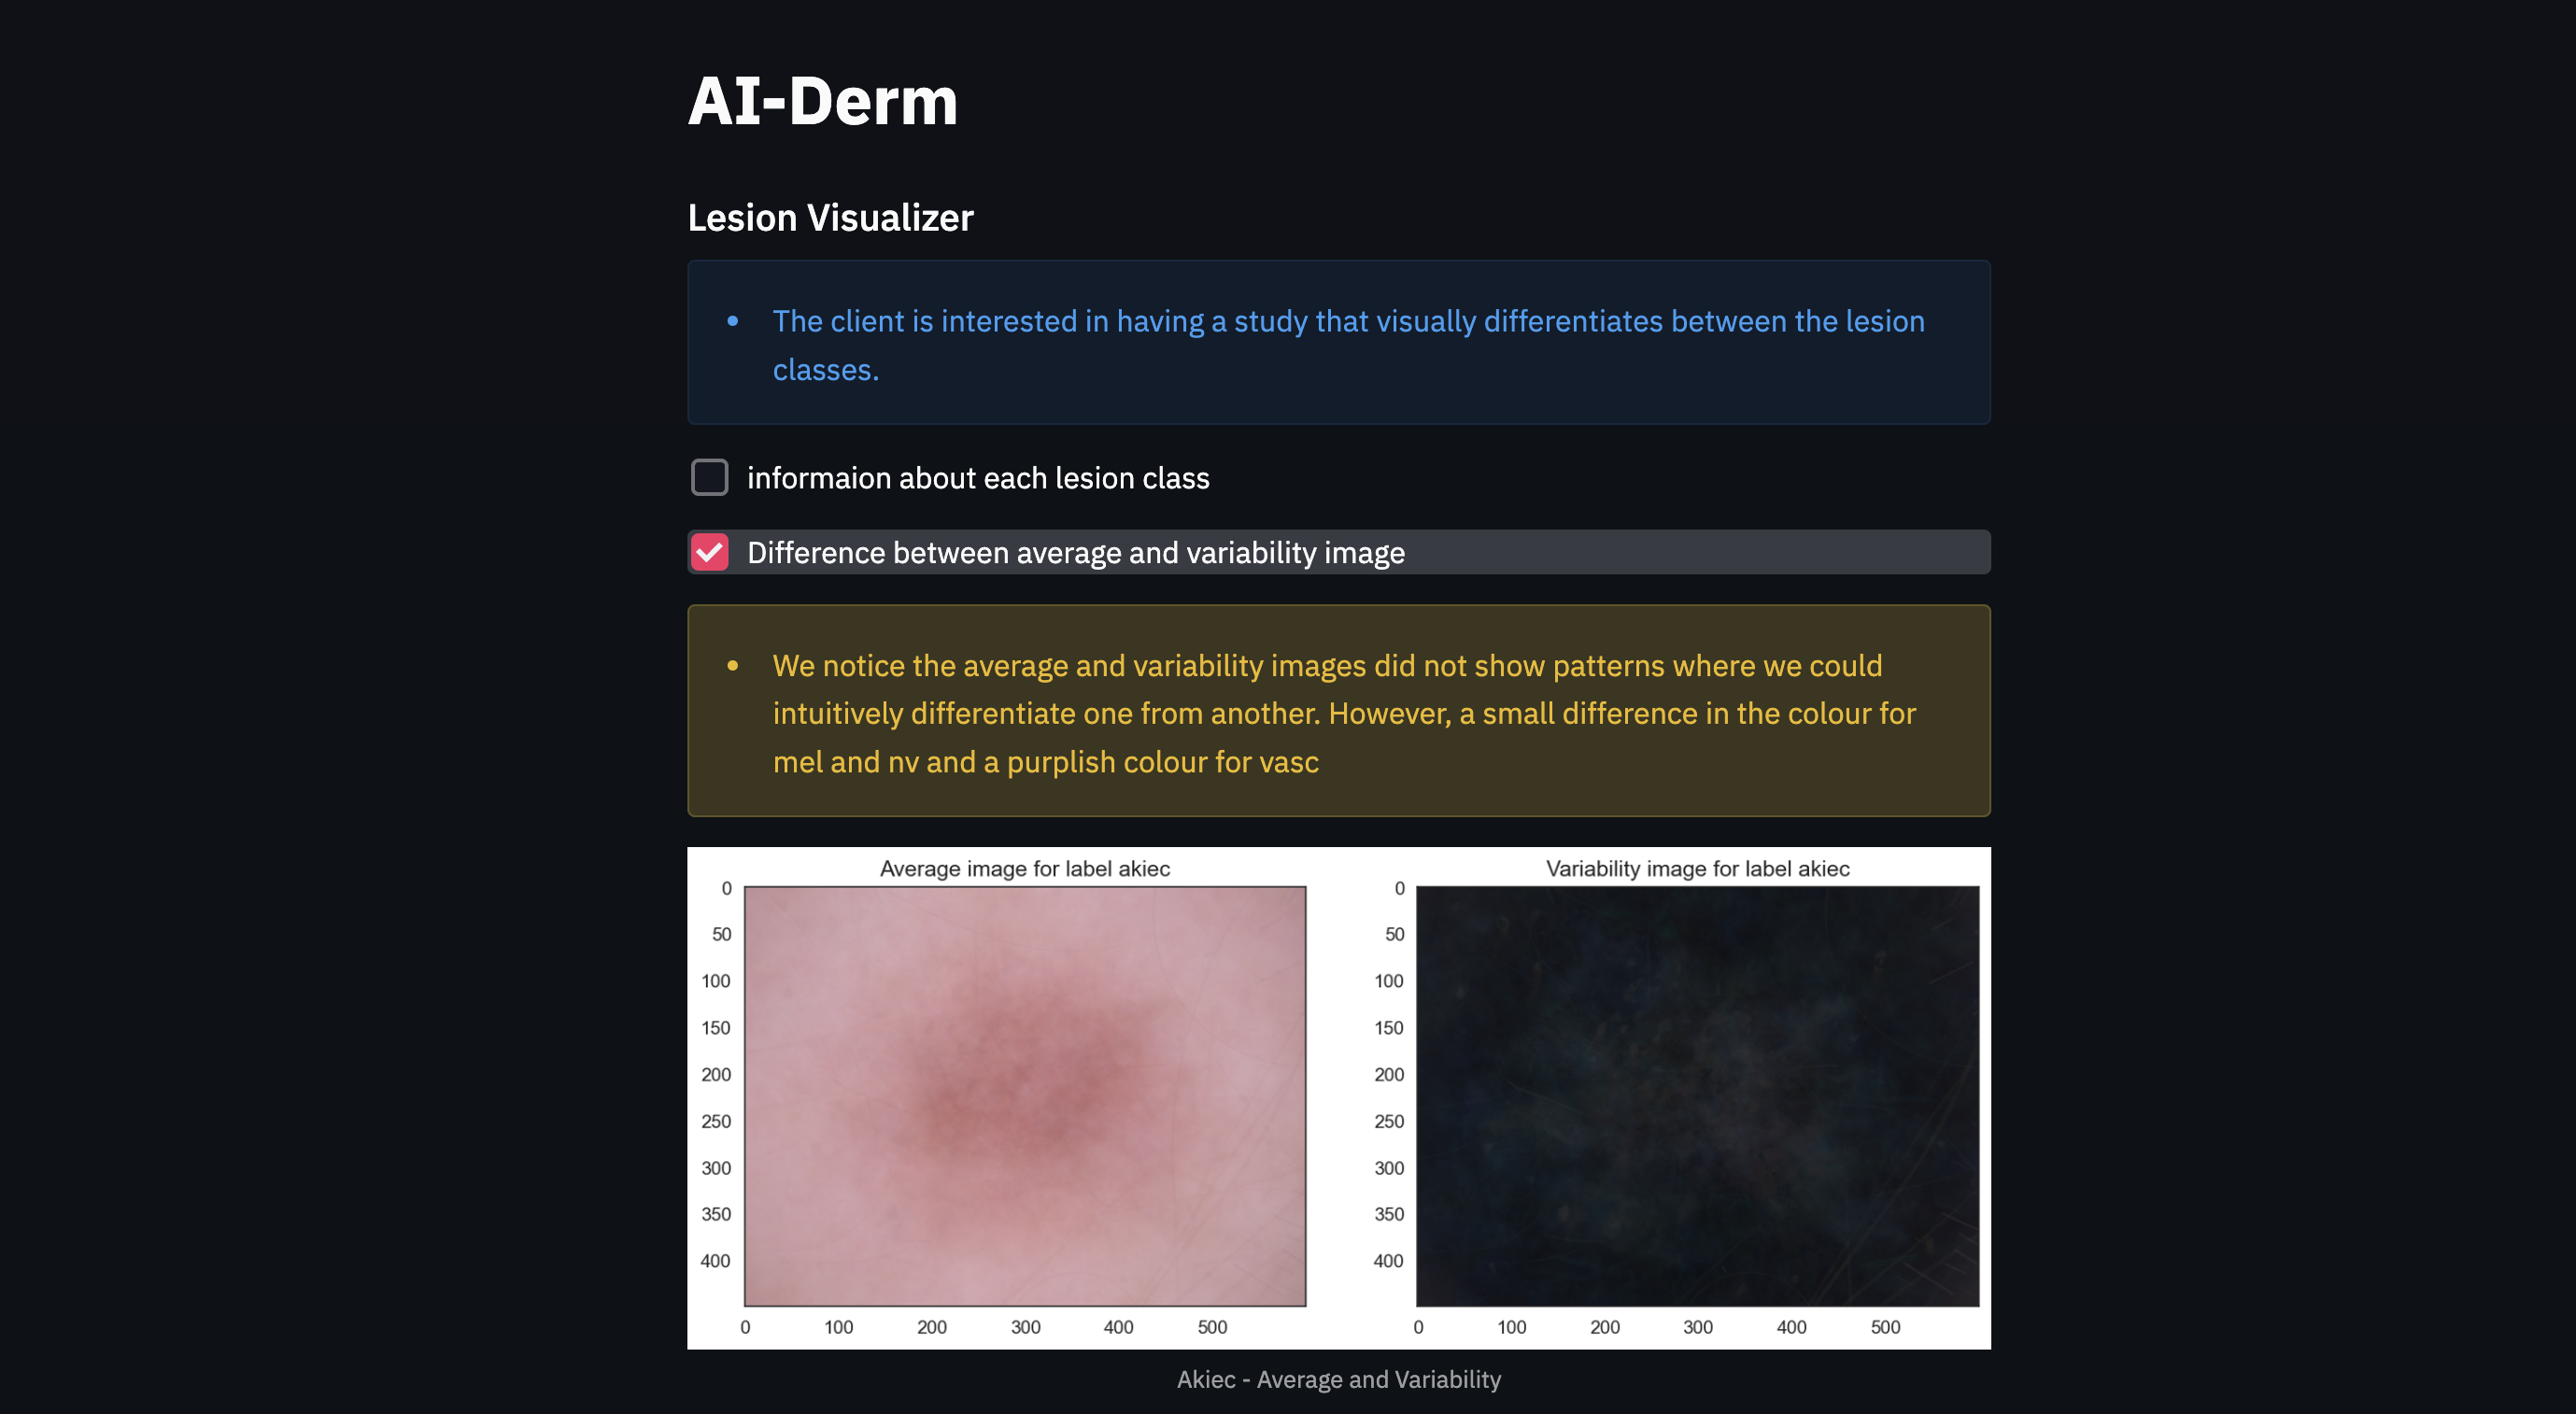 AI-Derm
Lesion Visualizer
• The client is interested in having a study that visually differentiates between the lesion
classes.
informaion about each lesion class
Difference between average and variability image
• We notice the average and variability images did not show patterns where we could
intuitively differentiate one from another. However, a small difference in the colour for
mel and nv and a purplish colour for vasc
Average image for label akiec
0
50
100
150
200
250
300
350
400
0 100 200 300 400 500
Variability image for label akiec
0
50
100
150
200
250
300
350
400
0 100 200 300 400 500
Akiec - Average and Variability